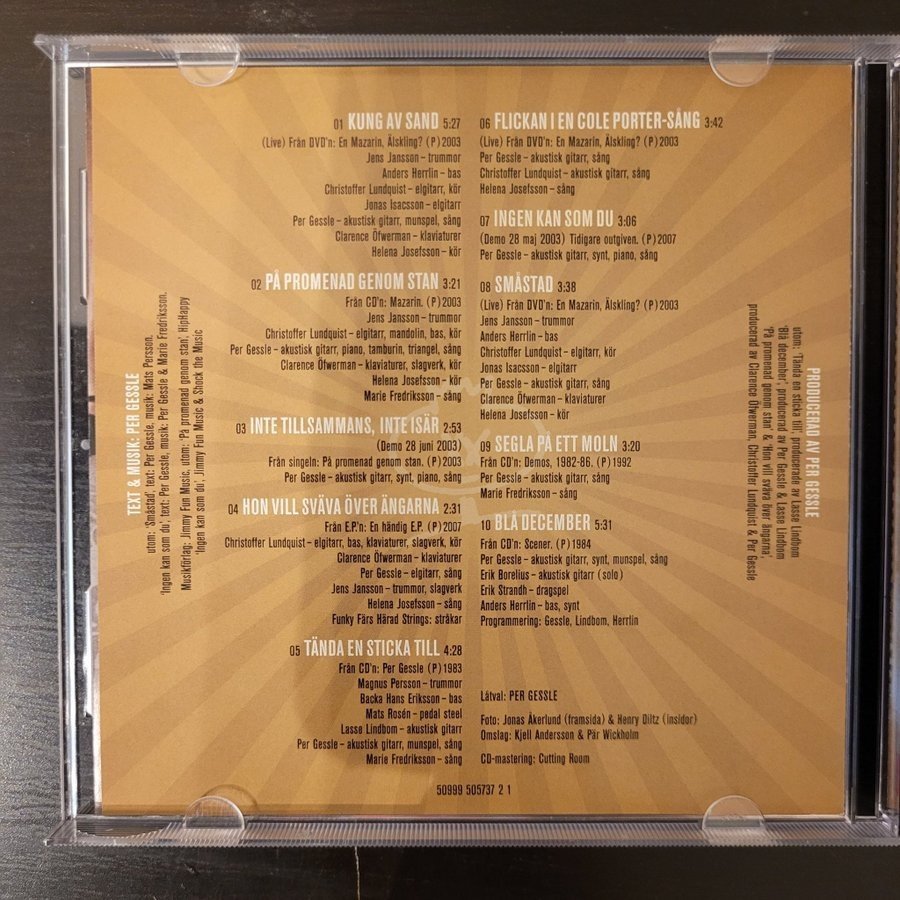 01 KUNG AV SAND 5:27
(Live) Från DVD'n: En Mazarin, Älskling? (P) 2003
Jens Jansson – trummor
Anders Herrlin – bas
Christoffer Lundquist – elgitarr, kör
Jonas Isacsson – elgitarr
Per Gessle – akustisk gitarr, munspel, sång
Clarence Öfwerman – klaviaturer
Helena Josefsson – kör
02 PÅ PROMENAD GENOM STAN 3:21
Från CD'n: Mazarin. (P) 2003
Jens Jansson – trummor
Christoffer Lundquist – elgitarr, mandolin, bas, kör
Per Gessle – akustisk gitarr, piano, tamburin, triangel, sång
Clarence Öfwerman – klaviaturer, slagverk, kör
Helena Josefsson – kör
Marie Fredriksson – sång
03 INTE TILLSAMMANS, INTE ISÄR 2:53
(Demo 28 juni 2003)
Från singeln: På promenad genom stan. (P) 2003
Per Gessle – akustisk gitarr, synt, piano, sång
04 HON VILL SVÄVA ÖVER ÄNGARNA 2:31
Från E.P.'n: En händig E.P. (P) 2007
Christoffer Lundquist – elgitarr, bas, klaviaturer, slagverk, kör
Clarence Öfwerman – klaviaturer
Per Gessle – elgitarr, sång
Jens Jansson – trummor, slagverk
Helena Josefsson – sång
Funky Färs Härad Strings: stråkar
05 TÄNDA EN STICKA TILL 4:28
Från CD'n: Per Gessle (P) 1983
Magnus Persson – trummor
Backa Hans Eriksson – bas
Mats Rosén – pedal steel
Lasse Lindbom – akustisk gitarr
Per Gessle – akustisk gitarr, munspel, sång
Marie Fredriksson – sång
06 FLICKAN I EN COLE PORTER-SÅNG 3:42
(Live) Från DVD'n: En Mazarin, Älskling? (P) 2003
Per Gessle – akustisk gitarr, sång
Christoffer Lundquist – akustisk gitarr, sång
Helena Josefsson – sång
07 INGEN KAN SOM DU 3:06
(Demo 28 maj 2003) Tidigare outgiven. (P) 2007
Per Gessle – akustisk gitarr, synt, piano, sång
08 SMÅSTAD 3:38
(Live) Från DVD'n: En Mazarin, Älskling? (P) 2003
Jens Jansson – trummor
Anders Herrlin – bas
Christoffer Lundquist – elgitarr, kör
Jonas Isacsson – elgitarr
Per Gessle – akustisk gitarr, sång
Clarence Öfwerman – klaviaturer
Helena Josefsson – kör
09 SEGLA PÅ ETT MOLN 3:20
Från CD'n: Demos, 1982-86. (P) 1992
Per Gessle – akustisk gitarr, sång
Marie Fredriksson – sång
10 BLÅ DECEMBER 5:31
Från CD'n: Scener. (P) 1984
Per Gessle – akustisk gitarr, synt, munspel, sång
Erik Borelius – akustisk gitarr (solo)
Erik Strandh – dragspel
Anders Herrlin – bas, synt
Programmering: Gessle, Lindbom, Herrlin
Låtval: PER GESSLE
Foto: Jonas Åkerlund (framsida) & Henry Diltz (insidor)
Omslag: Kjell Andersson & Pär Wickholm
CD-mastering: Cutting Room
50999 505737 2 1
TEXT & MUSIK: PER GESSLE
utom: 'Småstad', text: Per Gessle, musik: Mats Persson.
'Ingen kan som du', text: Per Gessle, musik: Per Gessle & Marie Fredriksson.
Musikförlag: Jimmy Fun Music, utom: 'På promenad genom stan', HipHappy
'Ingen kan som du', Jimmy Fun Music & Shock the Music
PRODUCERAD AV PER GESSLE
utom: 'Tända en sticka till', producerade av Lasse Lindbom
'Blå december', producerad av Per Gessle & Lasse Lindbom
'På promenad genom stan' & 'Hon vill sväva över ängarna',
producerad av Clarence Öfwerman, Christoffer Lundquist & Per Gessle